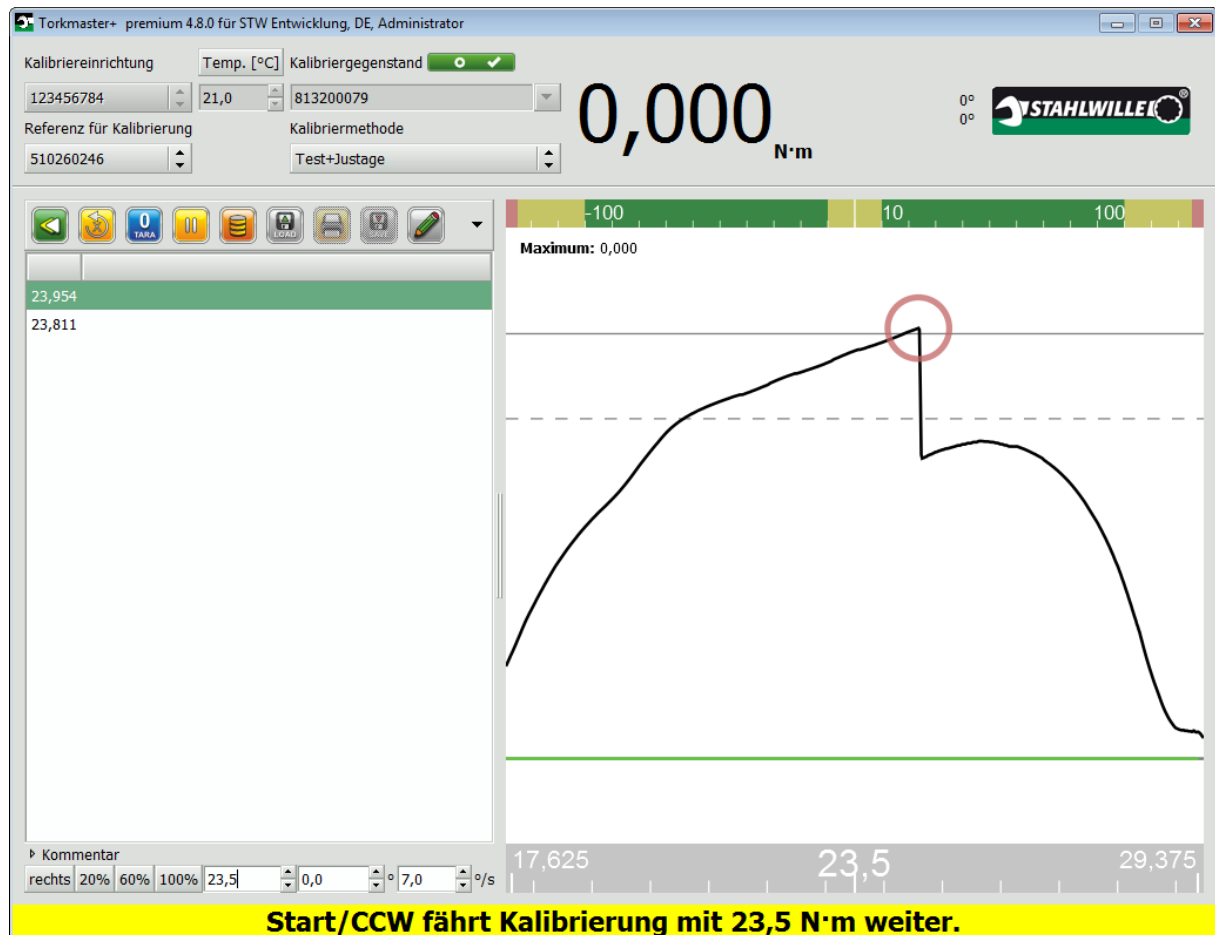 Torkmaster+ premium 4.8.0 für STW Entwicklung, DE, Administrator
Kalibriereinrichtung Temp. [°C] Kalibriergegenstand
123456784 21,0 813200079
Referenz für Kalibrierung Kalibriermethode
510260246 Test+Justage
0,000 N·m
0°
0°
STAHLWILLE®
0 TARA LOAD SAVE
-100 10 100
Maximum: 0,000
23,954
23,811
Kommentar
rechts 20% 60% 100% 23,5 0,0 ° 7,0 °/s
17,625 23,5 29,375
Start/CCW fährt Kalibrierung mit 23,5 N·m weiter.